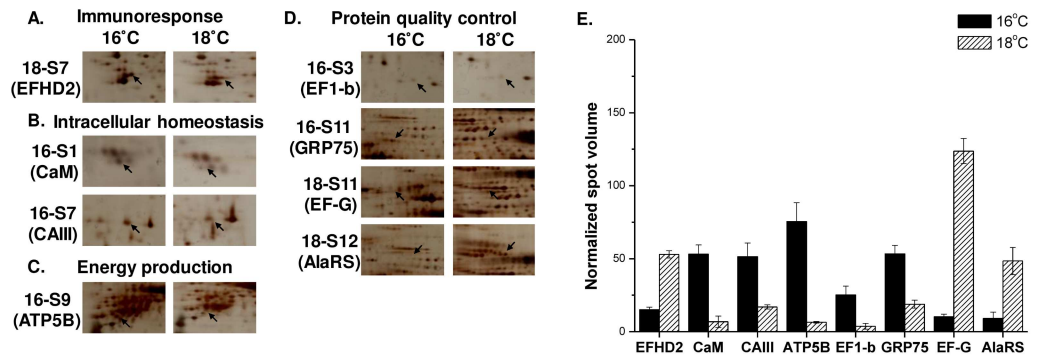 A. Immunoresponse
16°C 18°C
18-S7
(EFHD2)
B. Intracellular homeostasis
16-S1
(CaM)
16-S7
(CAIII)
C. Energy production
16-S9
(ATP5B)
D. Protein quality control
16°C 18°C
16-S3
(EF1-b)
16-S11
(GRP75)
18-S11
(EF-G)
18-S12
(AlaRS)
E.
16°C
18°C
Normalized spot volume
200
150
100
50
0
EFHD2 CaM CAIII ATP5B EF1-b GRP75 EF-G AlaRS